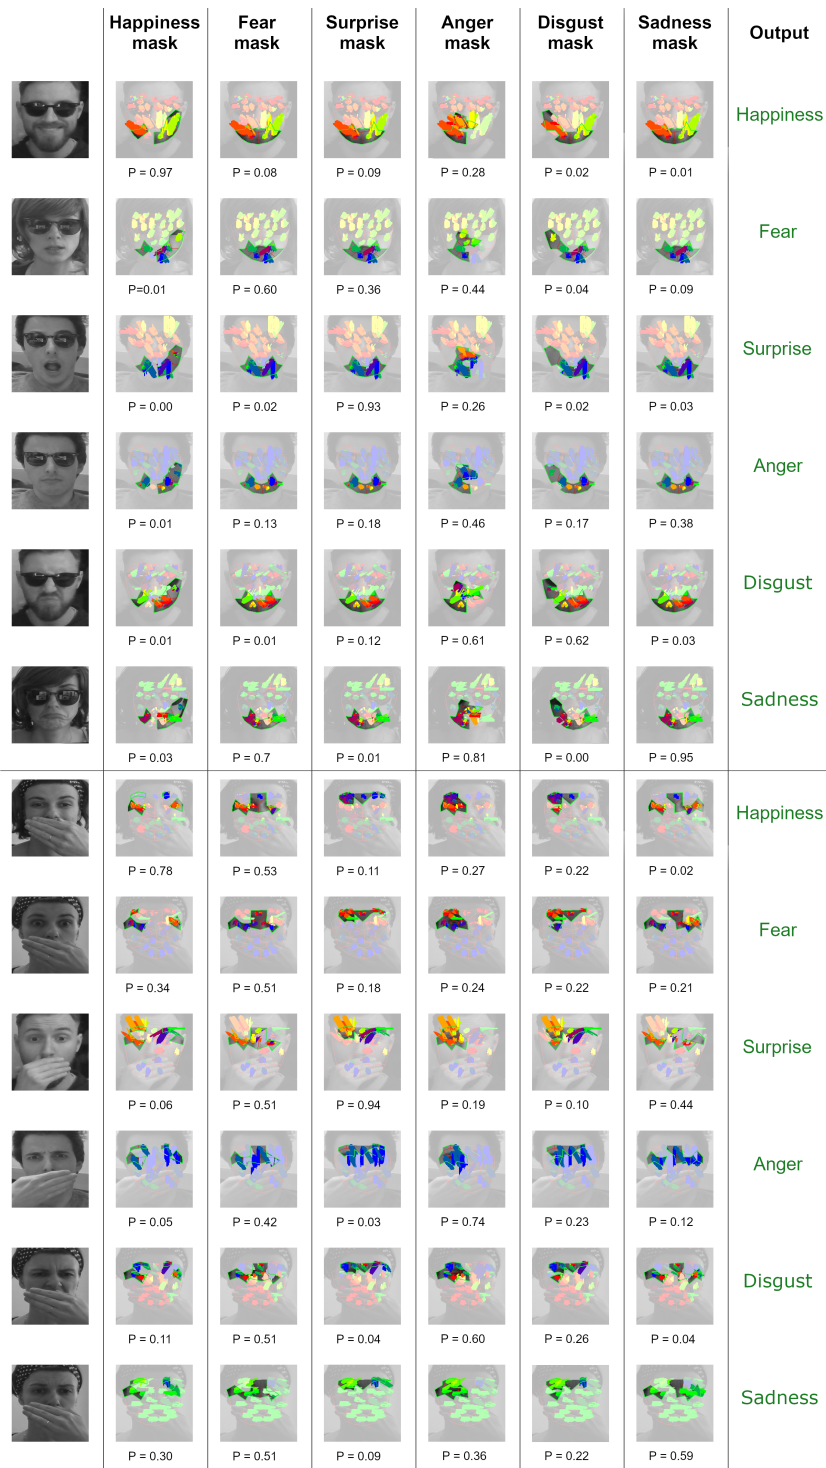 Happiness mask Fear mask Surprise mask Anger mask Disgust mask Sadness mask Output
Happiness
P = 0.97 P = 0.08 P = 0.09 P = 0.28 P = 0.02 P = 0.01
Fear
P=0.01 P = 0.60 P = 0.36 P = 0.44 P = 0.04 P = 0.09
Surprise
P = 0.00 P = 0.02 P = 0.93 P = 0.26 P = 0.02 P = 0.03
Anger
P = 0.01 P = 0.13 P = 0.18 P = 0.46 P = 0.17 P = 0.38
Disgust
P = 0.01 P = 0.01 P = 0.12 P = 0.61 P = 0.62 P = 0.03
Sadness
P = 0.03 P = 0.7 P = 0.01 P = 0.81 P = 0.00 P = 0.95
Happiness
P = 0.78 P = 0.53 P = 0.11 P = 0.27 P = 0.22 P = 0.02
Fear
P = 0.34 P = 0.51 P = 0.18 P = 0.24 P = 0.22 P = 0.21
Surprise
P = 0.06 P = 0.51 P = 0.94 P = 0.19 P = 0.10 P = 0.44
Anger
P = 0.05 P = 0.42 P = 0.03 P = 0.74 P = 0.23 P = 0.12
Disgust
P = 0.11 P = 0.51 P = 0.04 P = 0.60 P = 0.26 P = 0.04
Sadness
P = 0.30 P = 0.51 P = 0.09 P = 0.36 P = 0.22 P = 0.59